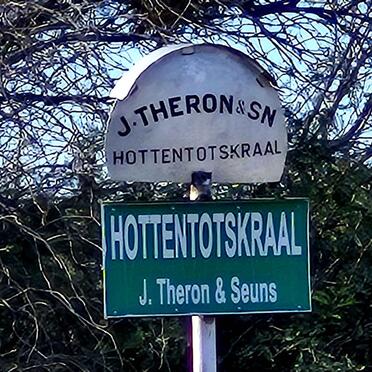 J. THERON & SN
HOTTENTOTSKRAAL
HOTTENTOTSKRAAL
J. Theron & Seuns